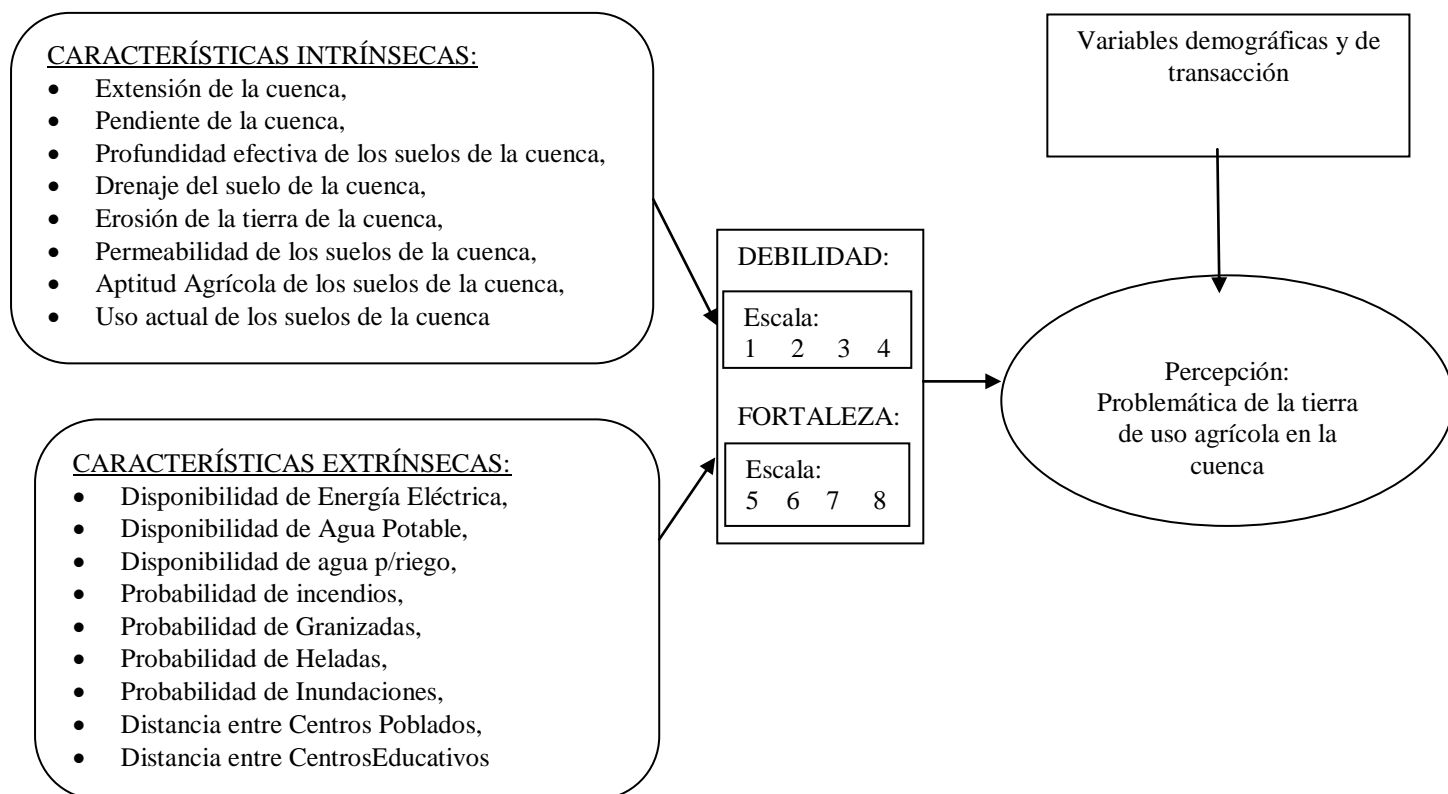 CARACTERÍSTICAS INTRÍNSECAS:
• Extensión de la cuenca,
• Pendiente de la cuenca,
• Profundidad efectiva de los suelos de la cuenca,
• Drenaje del suelo de la cuenca,
• Erosión de la tierra de la cuenca,
• Permeabilidad de los suelos de la cuenca,
• Aptitud Agrícola de los suelos de la cuenca,
• Uso actual de los suelos de la cuenca
CARACTERÍSTICAS EXTRÍNSECAS:
• Disponibilidad de Energía Eléctrica,
• Disponibilidad de Agua Potable,
• Disponibilidad de agua p/riego,
• Probabilidad de incendios,
• Probabilidad de Granizadas,
• Probabilidad de Heladas,
• Probabilidad de Inundaciones,
• Distancia entre Centros Poblados,
• Distancia entre CentrosEducativos
DEBILIDAD:
Escala:
1 2 3 4
FORTALEZA:
Escala:
5 6 7 8
Variables demográficas y de
transacción
Percepción:
Problemática de la tierra
de uso agrícola en la
cuenca